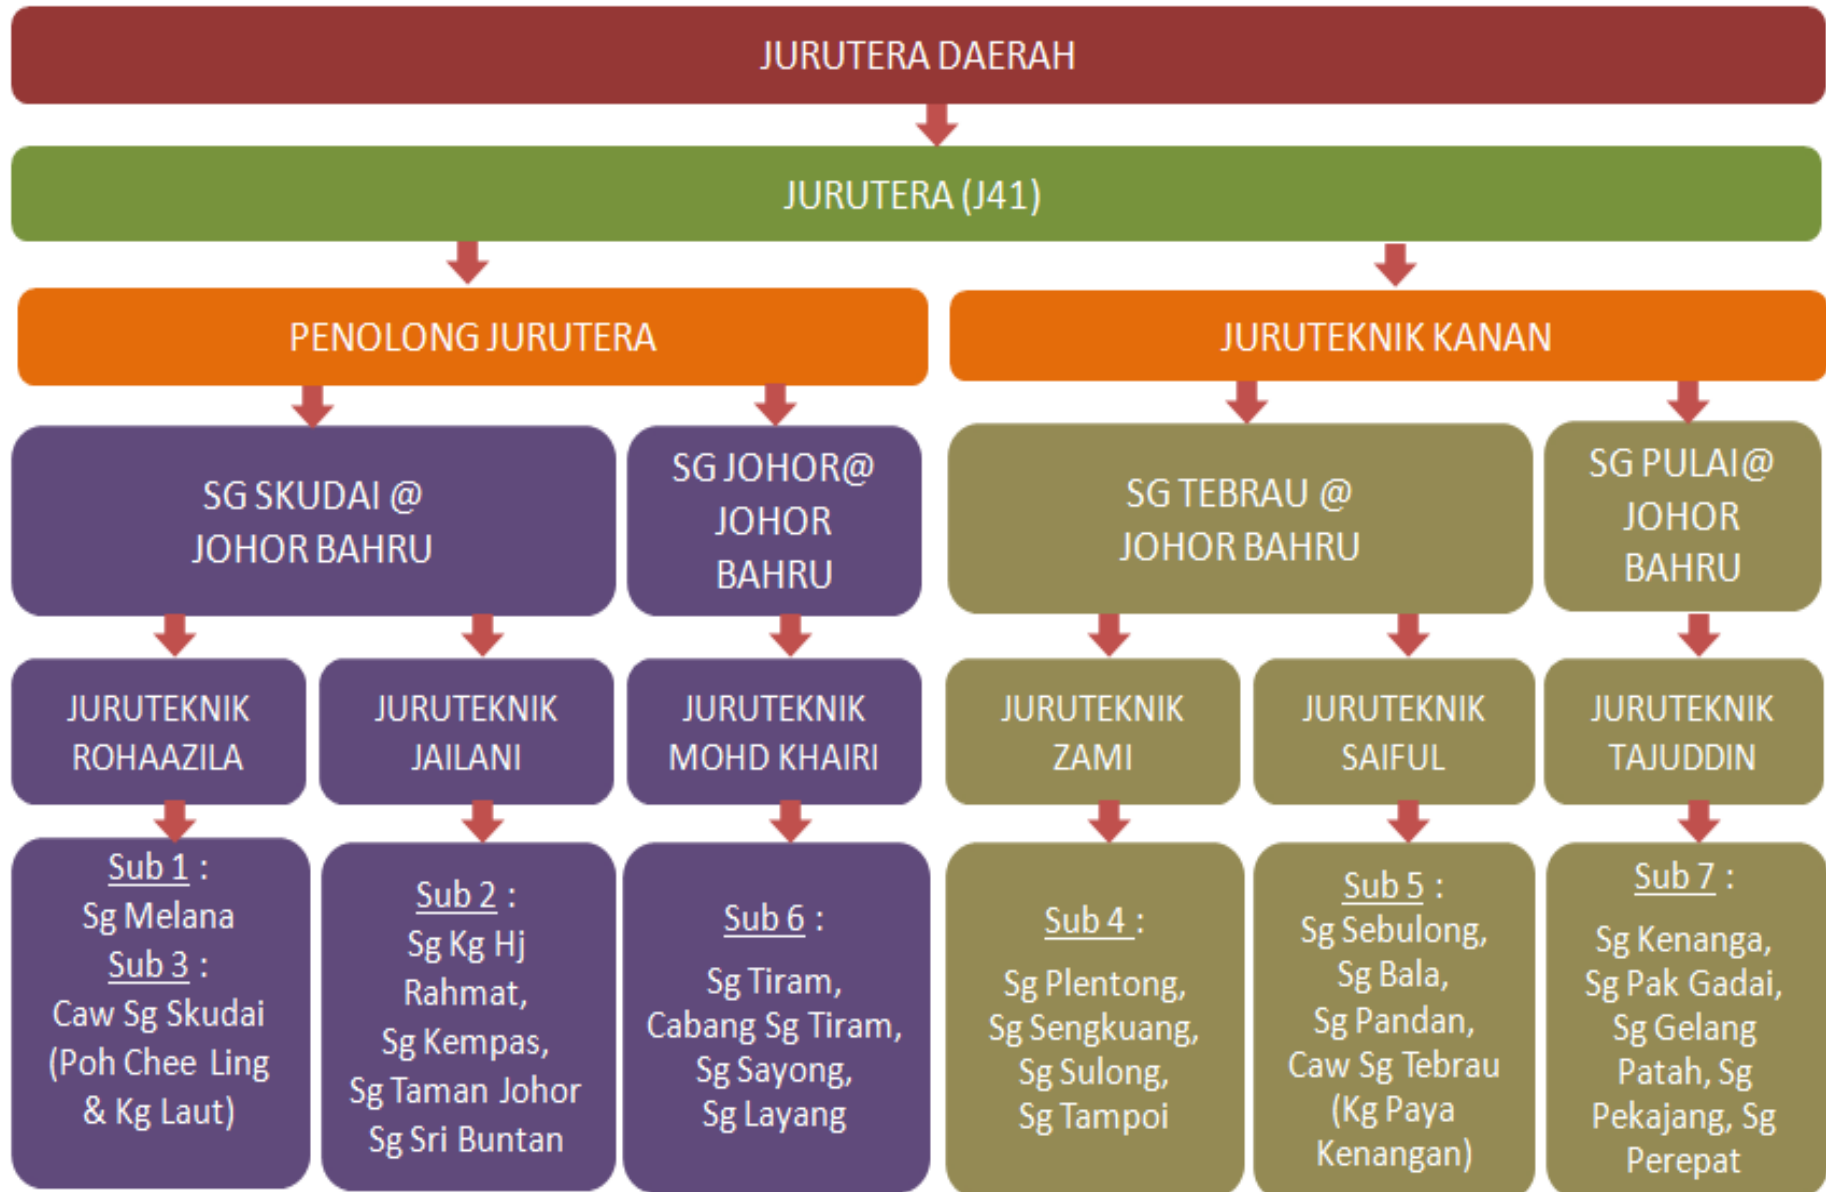 JURUTERA DAERAH
JURUTERA (J41)
PENOLONG JURUTERA
JURUTEKNIK KANAN
SG SKUDAI @
JOHOR BAHRU
SG JOHOR@
JOHOR
BAHRU
SG TEBRAU @
JOHOR BAHRU
SG PULAI@
JOHOR
BAHRU
JURUTEKNIK
ROHAAZILA
JURUTEKNIK
JAILANI
JURUTEKNIK
MOHD KHAIRI
JURUTEKNIK
ZAMI
JURUTEKNIK
SAIFUL
JURUTEKNIK
TAJUDDIN
Sub 1 :
Sg Melana
Sub 3 :
Caw Sg Skudai
(Poh Chee Ling
& Kg Laut)
Sub 2 :
Sg Kg Hj
Rahmat,
Sg Kempas,
Sg Taman Johor
Sg Sri Buntan
Sub 6 :
Sg Tiram,
Cabang Sg Tiram,
Sg Sayong,
Sg Layang
Sub 4 :
Sg Plentong,
Sg Sengkuang,
Sg Sulong,
Sg Tampoi
Sub 5 :
Sg Sebulong,
Sg Bala,
Sg Pandan,
Caw Sg Tebrau
(Kg Paya
Kenangan)
Sub 7 :
Sg Kenanga,
Sg Pak Gadai,
Sg Gelang
Patah, Sg
Pekajang, Sg
Perepat